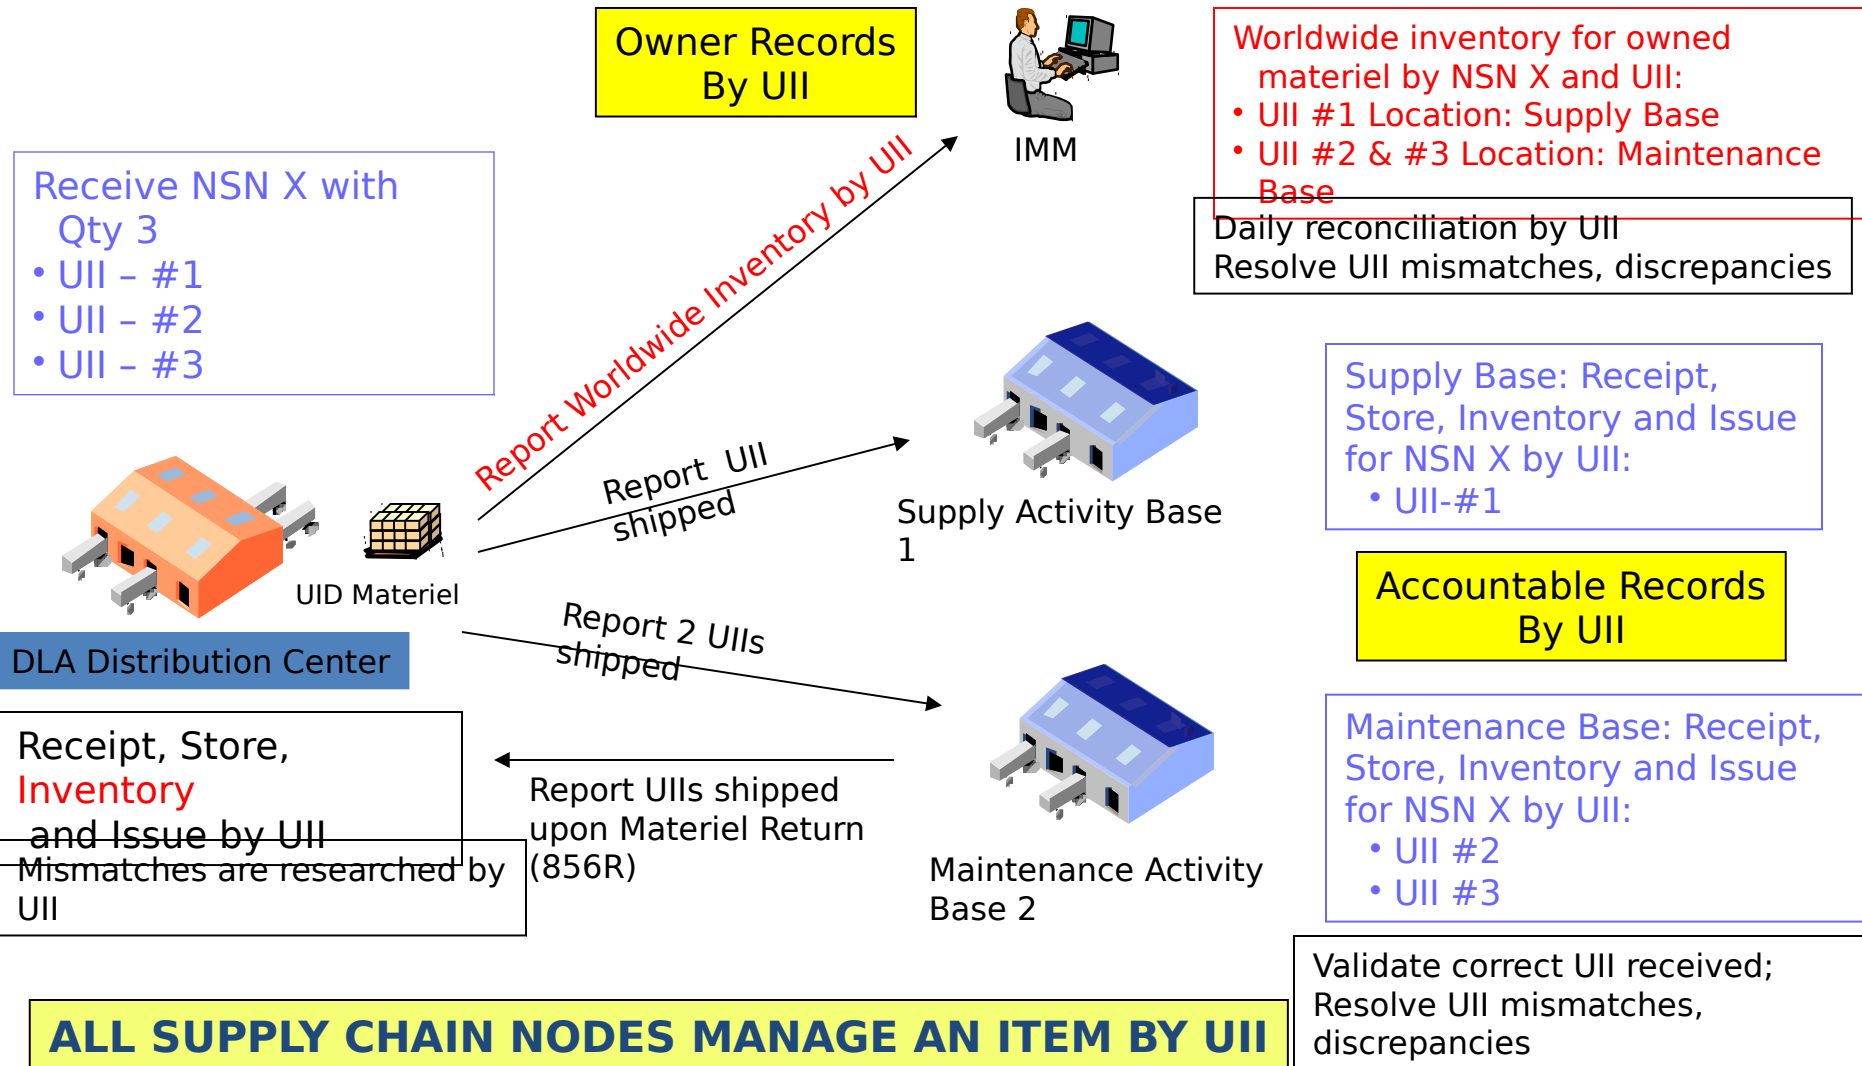 Owner Records
By UII
IMM
Worldwide inventory for owned
materiel by NSN X and UII:
• UII #1 Location: Supply Base
• UII #2 & #3 Location: Maintenance
Base
Daily reconciliation by UII
Resolve UII mismatches, discrepancies
Receive NSN X with
Qty 3
• UII – #1
• UII – #2
• UII – #3
Report Worldwide Inventory by UII
Report  UII
shipped
Supply Activity Base
1
Supply Base: Receipt,
Store, Inventory and Issue
for NSN X by UII:
• UII-#1
UID Materiel
DLA Distribution Center
Report 2 UIIs
shipped
Accountable Records
By UII
Receipt, Store,
Inventory
and Issue by UII
Mismatches are researched by
UII
Report UIIs shipped
upon Materiel Return
(856R)
Maintenance Activity
Base 2
Maintenance Base: Receipt,
Store, Inventory and Issue
for NSN X by UII:
• UII #2
• UII #3
Validate correct UII received;
Resolve UII mismatches,
discrepancies
ALL SUPPLY CHAIN NODES MANAGE AN ITEM BY UII